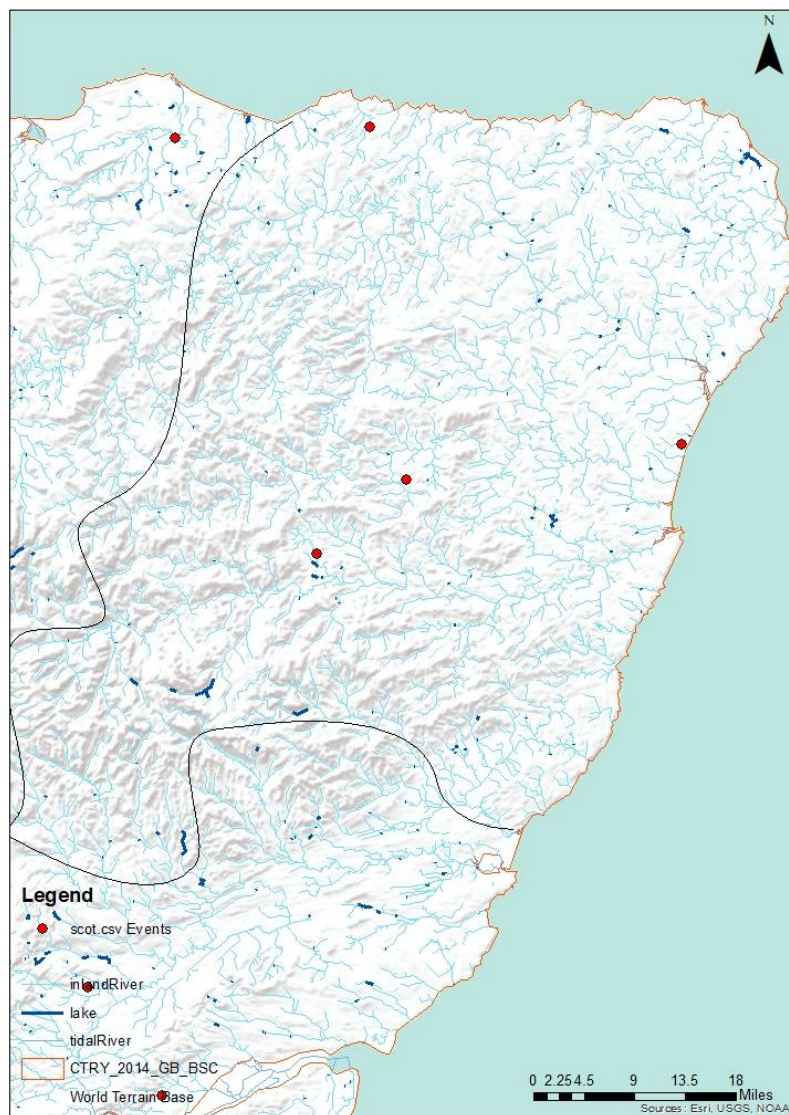 N
Legend
scot.csv Events
inlandRiver
lake
tidalRiver
CTRY_2014_GB_BSC
World Terrain Base
0 2.25 4.5 9 13.5 18
Miles
Sources: Esri, USGS, NOAA